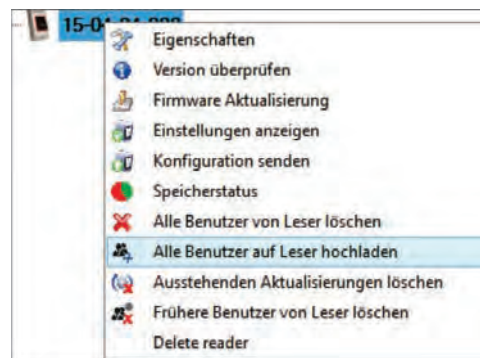 Eigenschaften
Version überprüfen
Firmware Aktualisierung
Einstellungen anzeigen
Konfiguration senden
Speicherstatus
Alle Benutzer von Leser löschen
Alle Benutzer auf Leser hochladen
Ausstehenden Aktualisierungen löschen
Frühere Benutzer von Leser löschen
Delete reader